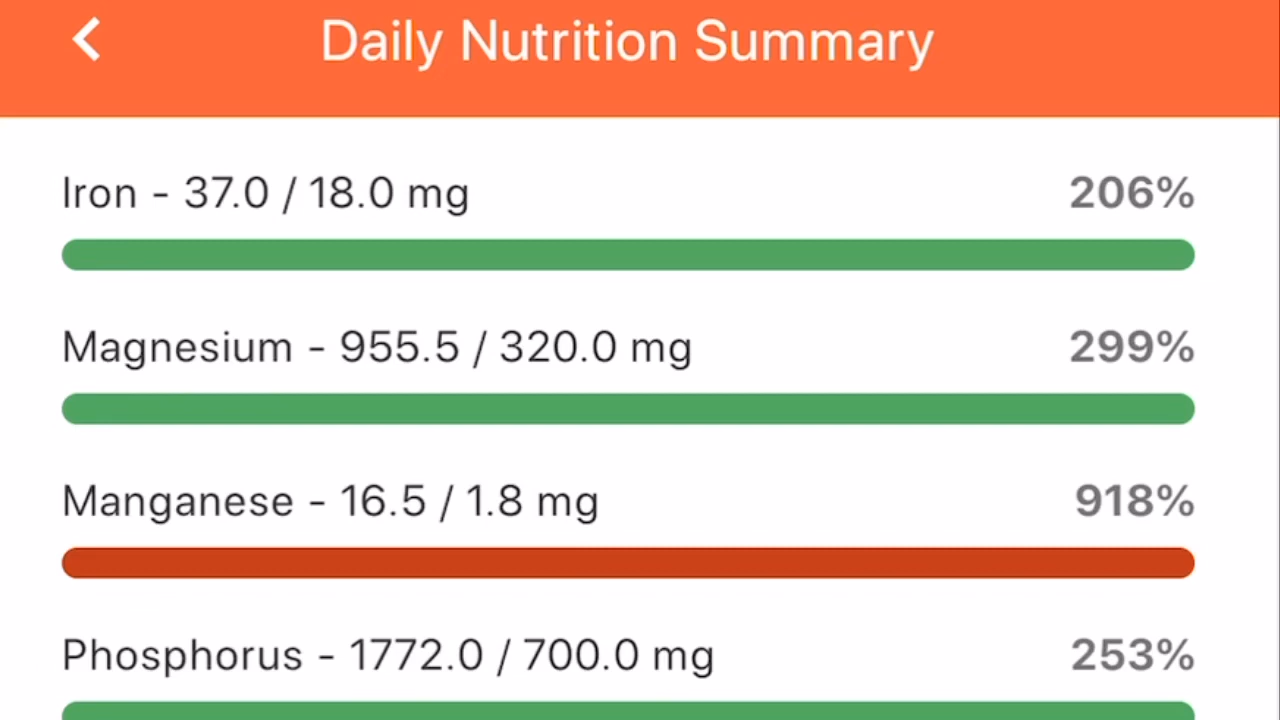 Daily Nutrition Summary
Iron - 37.0 / 18.0 mg 206%
Magnesium - 955.5 / 320.0 mg 299%
Manganese - 16.5 / 1.8 mg 918%
Phosphorus - 1772.0 / 700.0 mg 253%